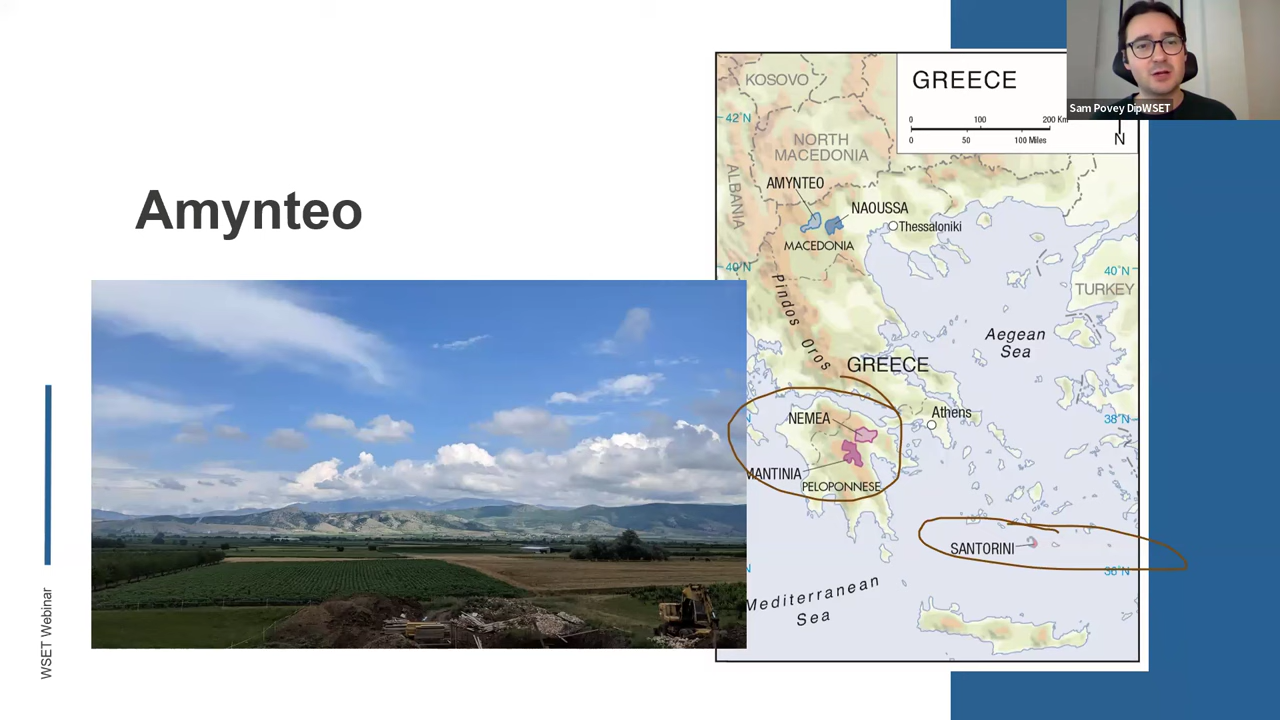 Amynteo
WSET Webinar
Sam Povey DipWSET
GREECE
0 100 200 Km
0 50 100 Miles
N
KOSOVO
42°N
NORTH
MACEDONIA
ALBANIA
AMYNTEO
NAOUSSA
Thessaloniki
MACEDONIA
40°N
40°N
TURKEY
Pindos Oros
Aegean
Sea
GREECE
NEMEA
Athens
38°N
MANTINIA
PELOPONNESE
SANTORINI
36°N
Mediterranean
Sea